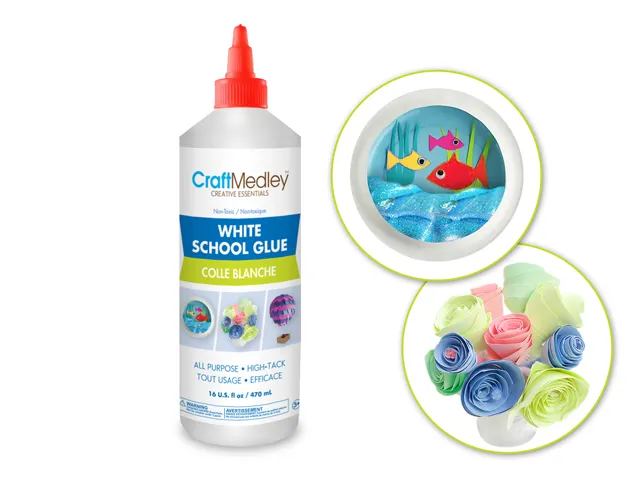 CraftMedley
CREATIVE ESSENTIALS
Non-Toxic / Nontoxique
WHITE
SCHOOL GLUE
COLLE BLANCHE
ALL PURPOSE • HIGH-TACK
TOUT USAGE • EFFICACE
16 U.S. fl oz / 470 mL
WARNING
AVERTISSEMENT